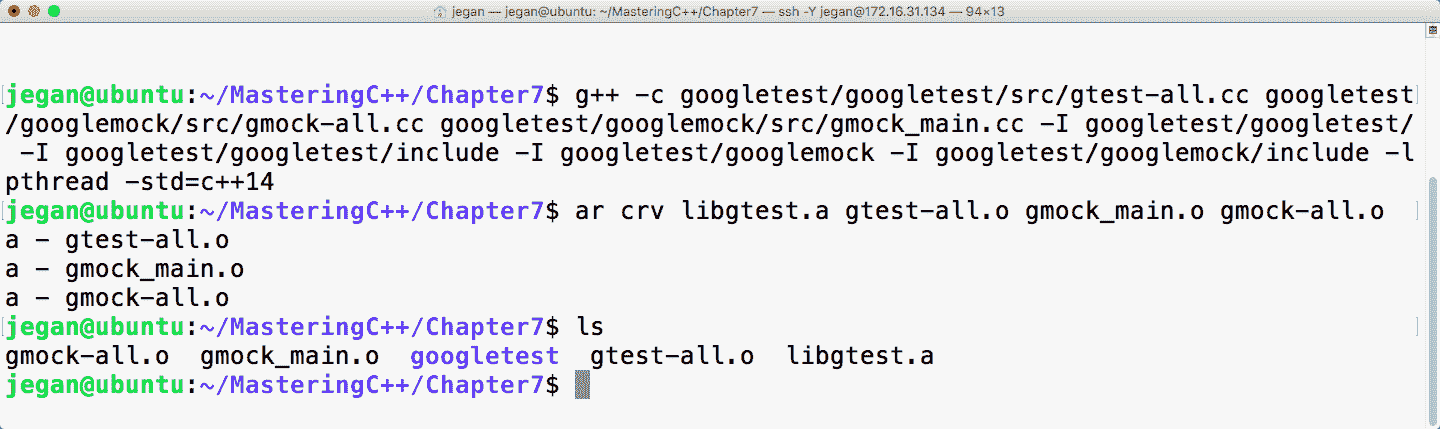 jegan — jegan@ubuntu: ~/MasteringC++/Chapter7 — ssh -Y jegan@172.16.31.134 — 94×13
jegan@ubuntu:~/MasteringC++/Chapter7$ g++ -c googletest/googletest/src/gtest-all.cc googletest
/googlemock/src/gmock-all.cc googletest/googlemock/src/gmock_main.cc -I googletest/googletest/
 -I googletest/googletest/include -I googletest/googlemock -I googletest/googlemock/include -l
pthread -std=c++14
jegan@ubuntu:~/MasteringC++/Chapter7$ ar crv libgtest.a gtest-all.o gmock_main.o gmock-all.o
a - gtest-all.o
a - gmock_main.o
a - gmock-all.o
jegan@ubuntu:~/MasteringC++/Chapter7$ ls
gmock-all.o  gmock_main.o  googletest  gtest-all.o  libgtest.a
jegan@ubuntu:~/MasteringC++/Chapter7$